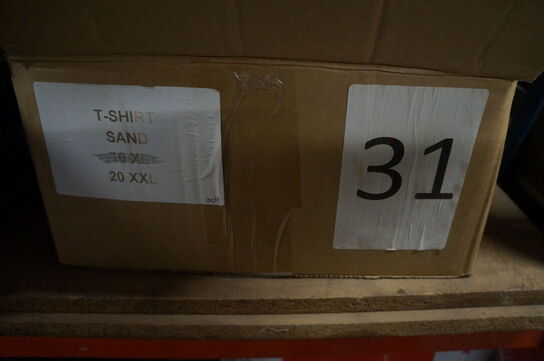 T-SHIRT
SAND
20 XXL
31